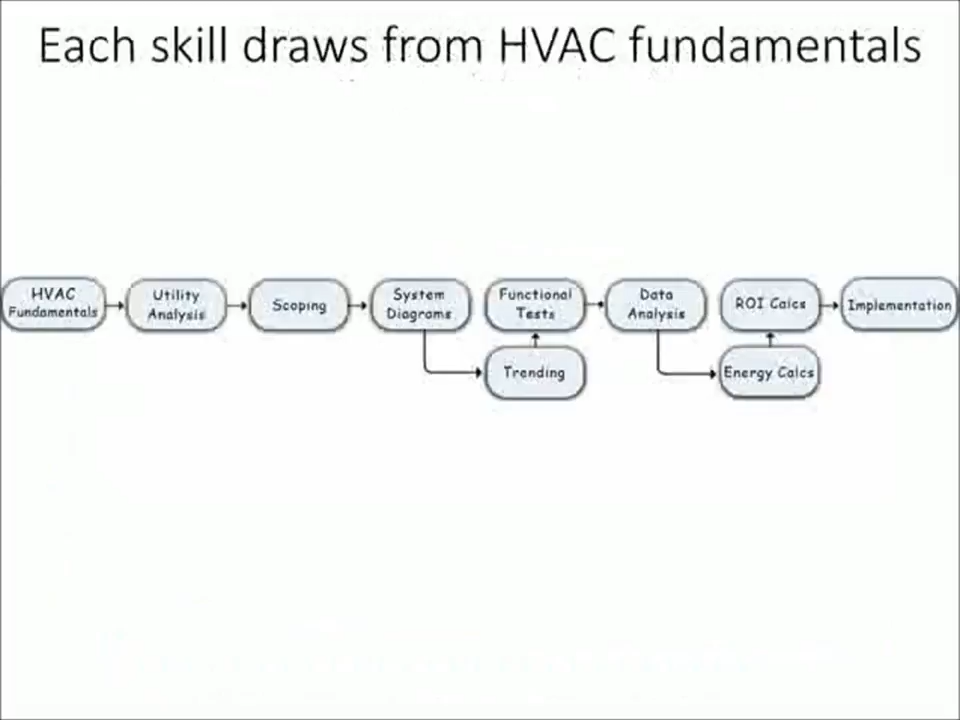 Each skill draws from HVAC fundamentals
HVAC
Fundamentals
Utility
Analysis
Scoping
System
Diagrams
Functional
Tests
Data
Analysis
ROI Calcs
Implementation
Trending
Energy Calcs